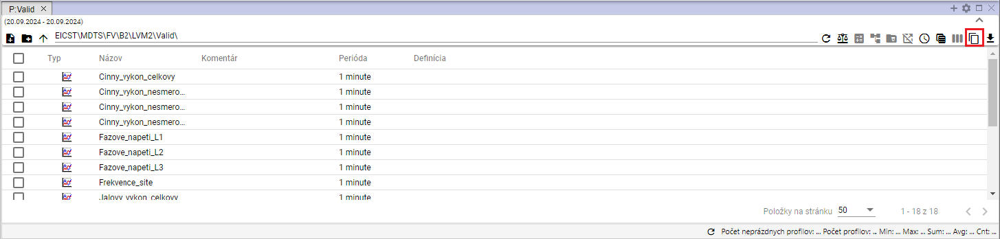 P:Valid
(20.09.2024 - 20.09.2024)
EICST\MDTS\FV\B2\LVM2\Valid\
Typ Názov Komentár Perióda Definícia
Cinny_vykon_celkovy 1 minute
Cinny_vykon_nesmero... 1 minute
Cinny_vykon_nesmero... 1 minute
Cinny_vykon_nesmero... 1 minute
Fazove_napeti_L1 1 minute
Fazove_napeti_L2 1 minute
Fazove_napeti_L3 1 minute
Frekvence_site 1 minute
Jalovy_vykon_celkovy 1 minute
Položky na stránku 50 1 - 18 z 18
Počet neprázdnych profilov: ... Počet profilov: .. Min: ... Max: ... Sum: ... Avg: ... Cnt: ...